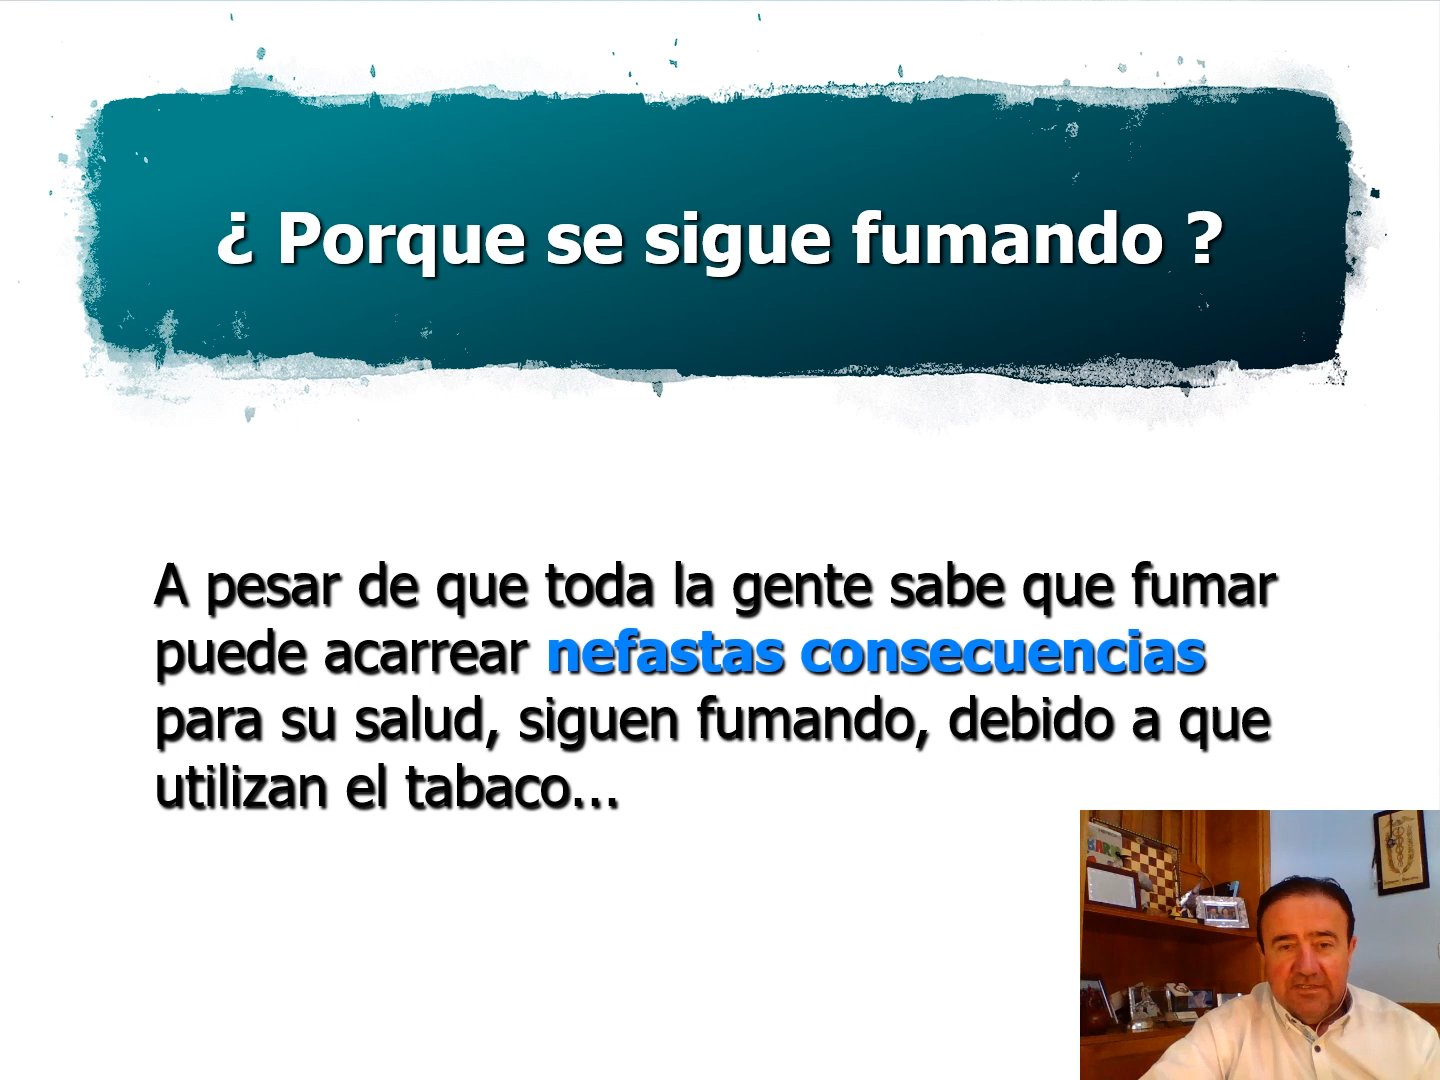 ¿ Porque se sigue fumando ?
A pesar de que toda la gente sabe que fumar
puede acarrear nefastas consecuencias
para su salud, siguen fumando, debido a que
utilizan el tabaco...